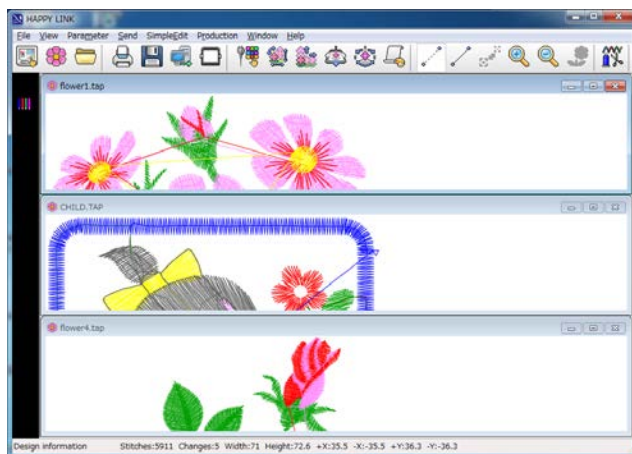 HAPPY LINK
File View Parameter Send SimpleEdit Production Window Help
flower1.tap
CHILD.TAP
flower4.tap
Design information Stitches:5911 Changes:5 Width:71 Height:72.6 +X:35.5 -X:-35.5 +Y:36.3 -Y:-36.3